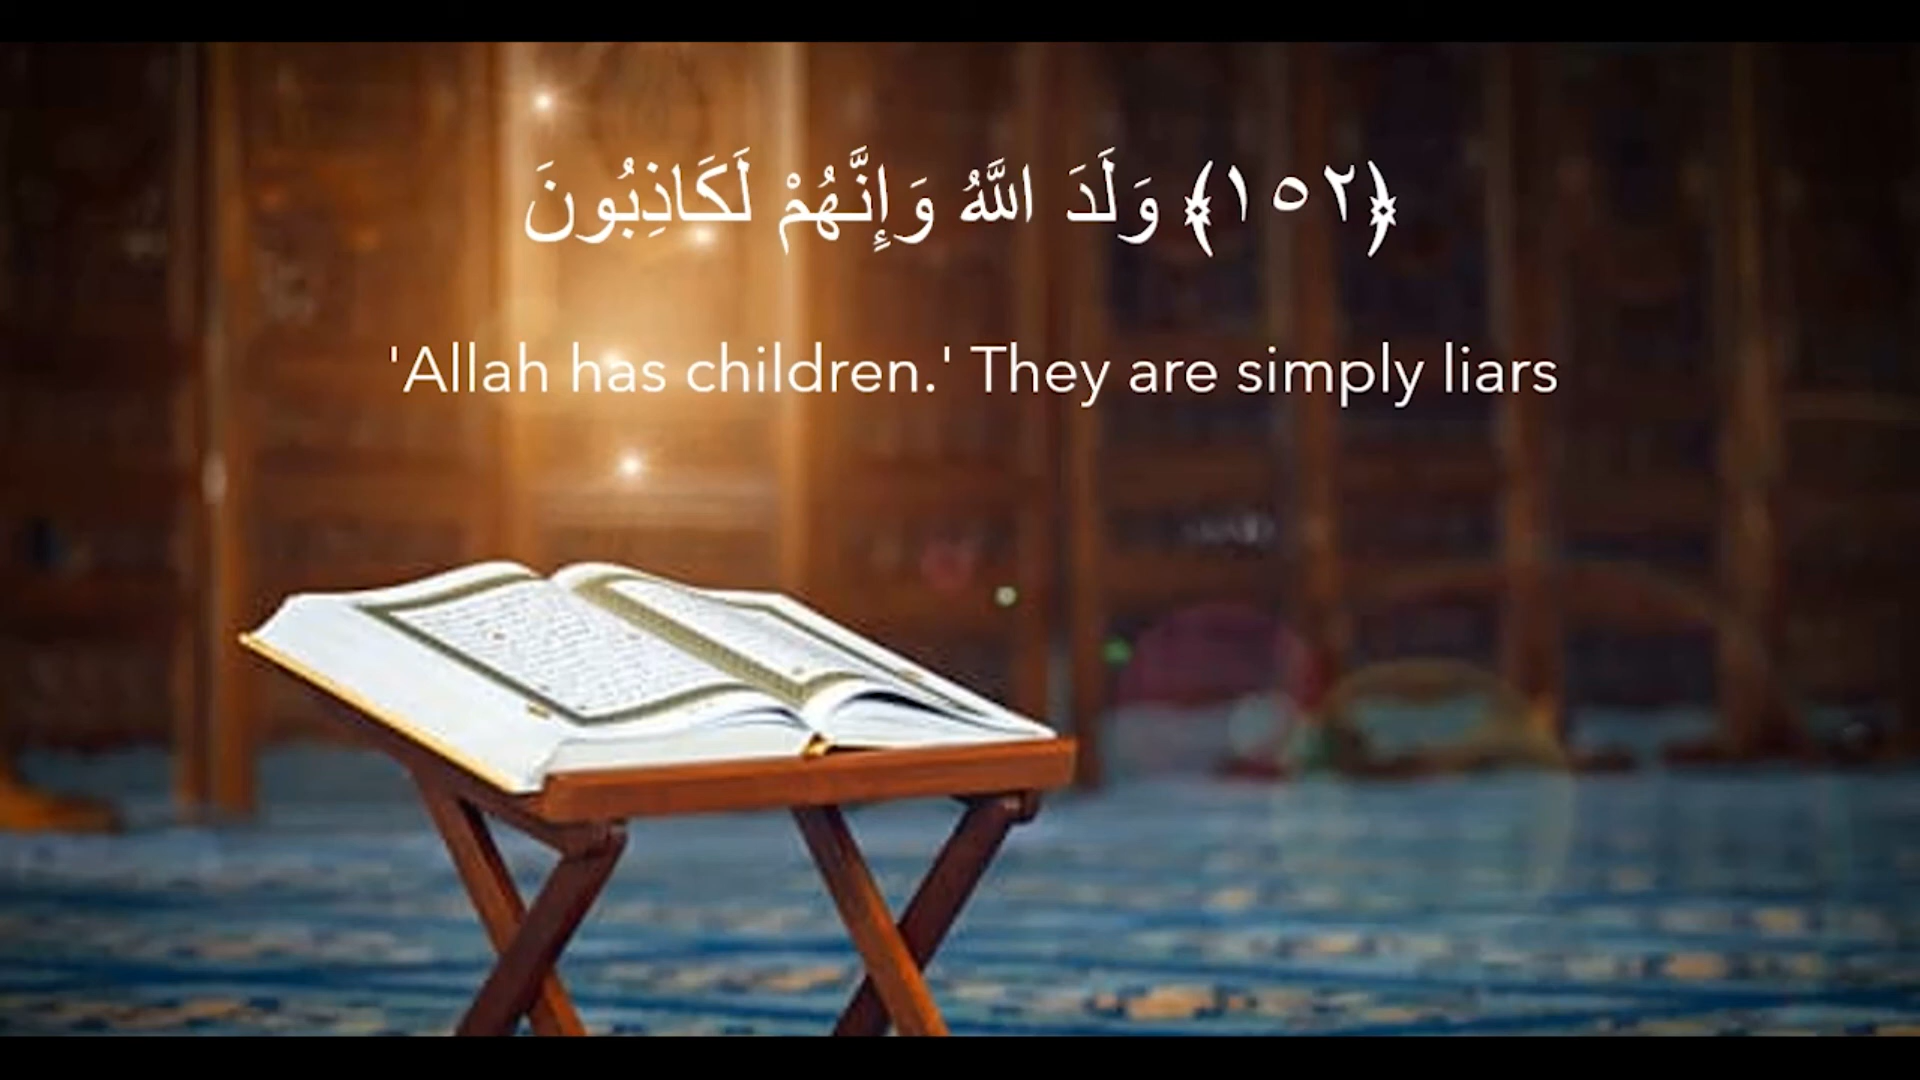 ﴿١٥٢﴾ وَلَدَ اللَّهُ وَإِنَّهُمْ لَكَاذِبُونَ
'Allah has children.' They are simply liars